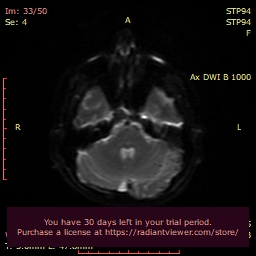 Im: 33/50
Se: 4
STP94
STP94
F
A
Ax DWI B 1000
R
L
You have 30 days left in your trial period.
Purchase a license at https://radiantviewer.com/store/